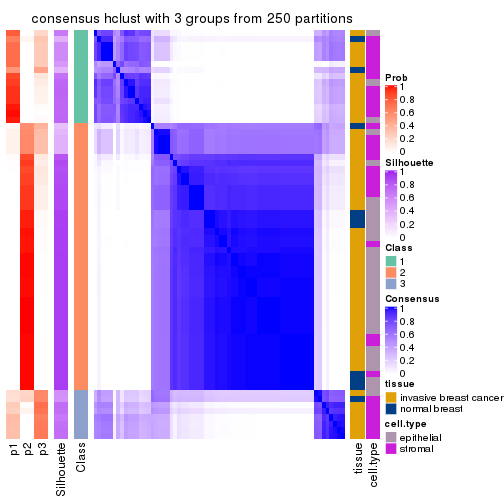 consensus hclust with 3 groups from 250 partitions
Prob
1
0.8
0.6
0.4
0.2
0
Silhouette
1
0.8
0.6
0.4
0.2
0
Class
1
2
3
Consensus
1
0.8
0.6
0.4
0.2
0
tissue
invasive breast cancer
normal breast
cell.type
epithelial
stromal
p1
p2
p3
Silhouette
Class
tissue
cell.type